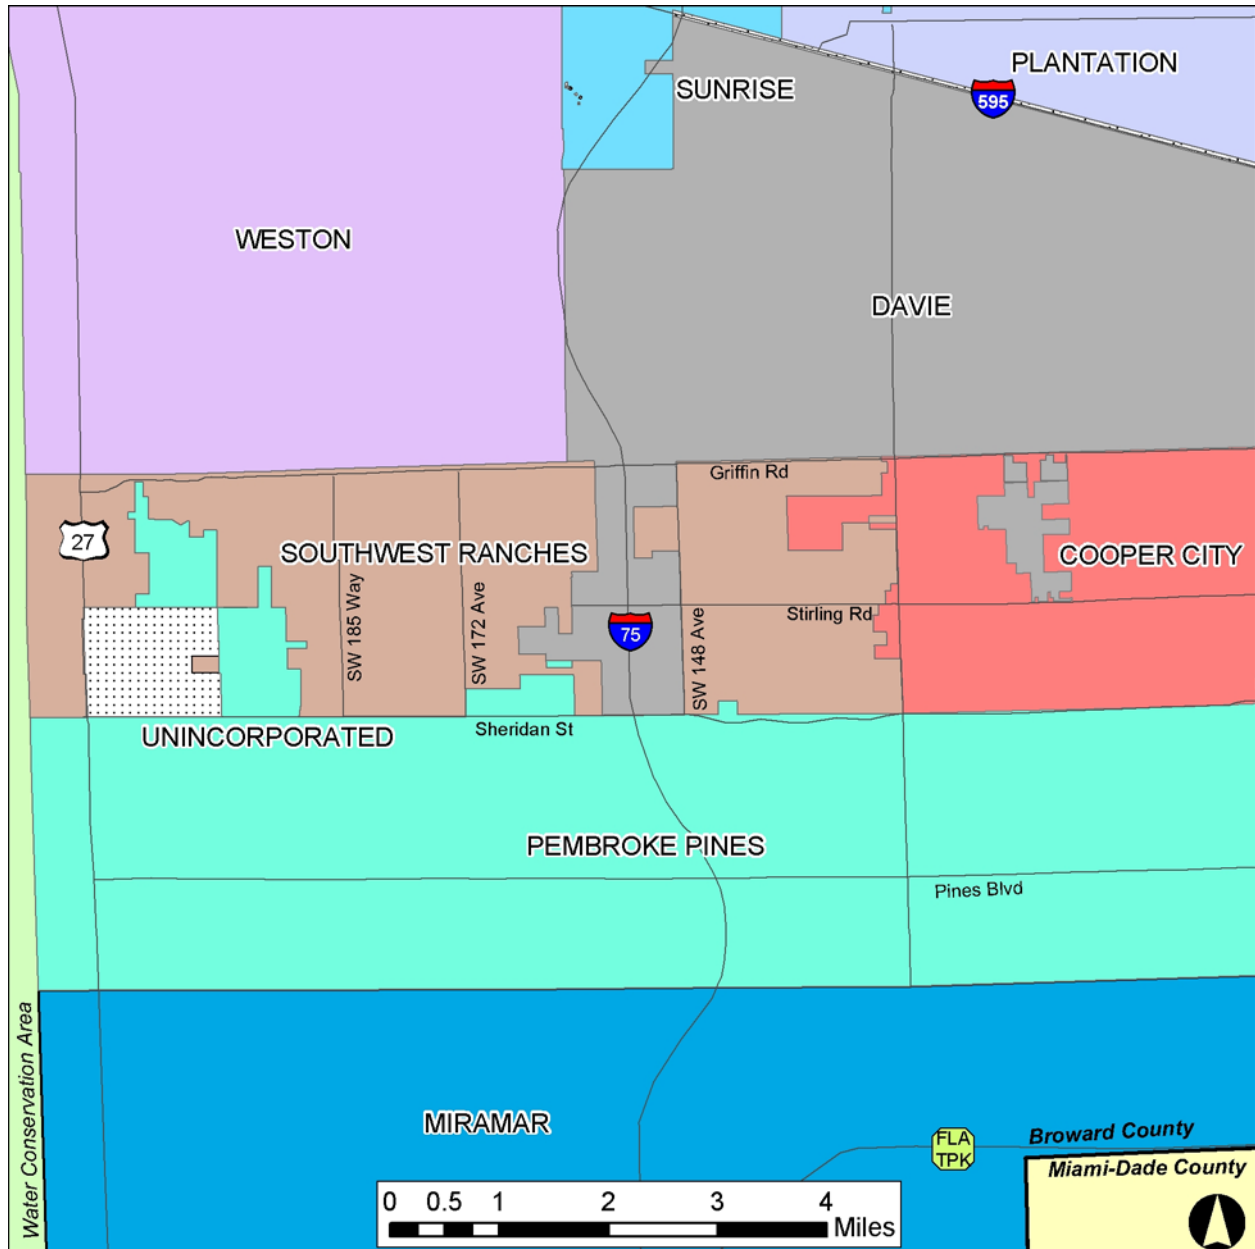 PLANTATION
SUNRISE
595
WESTON
DAVIE
Griffin Rd
27
SOUTHWEST RANCHES
COOPER CITY
SW 185 Way
SW 172 Ave
75
SW 148 Ave
Stirling Rd
UNINCORPORATED
Sheridan St
PEMBROKE PINES
Pines Blvd
Water Conservation Area
MIRAMAR
FLA
TPK
Broward County
Miami-Dade County
0 0.5 1 2 3 4
Miles